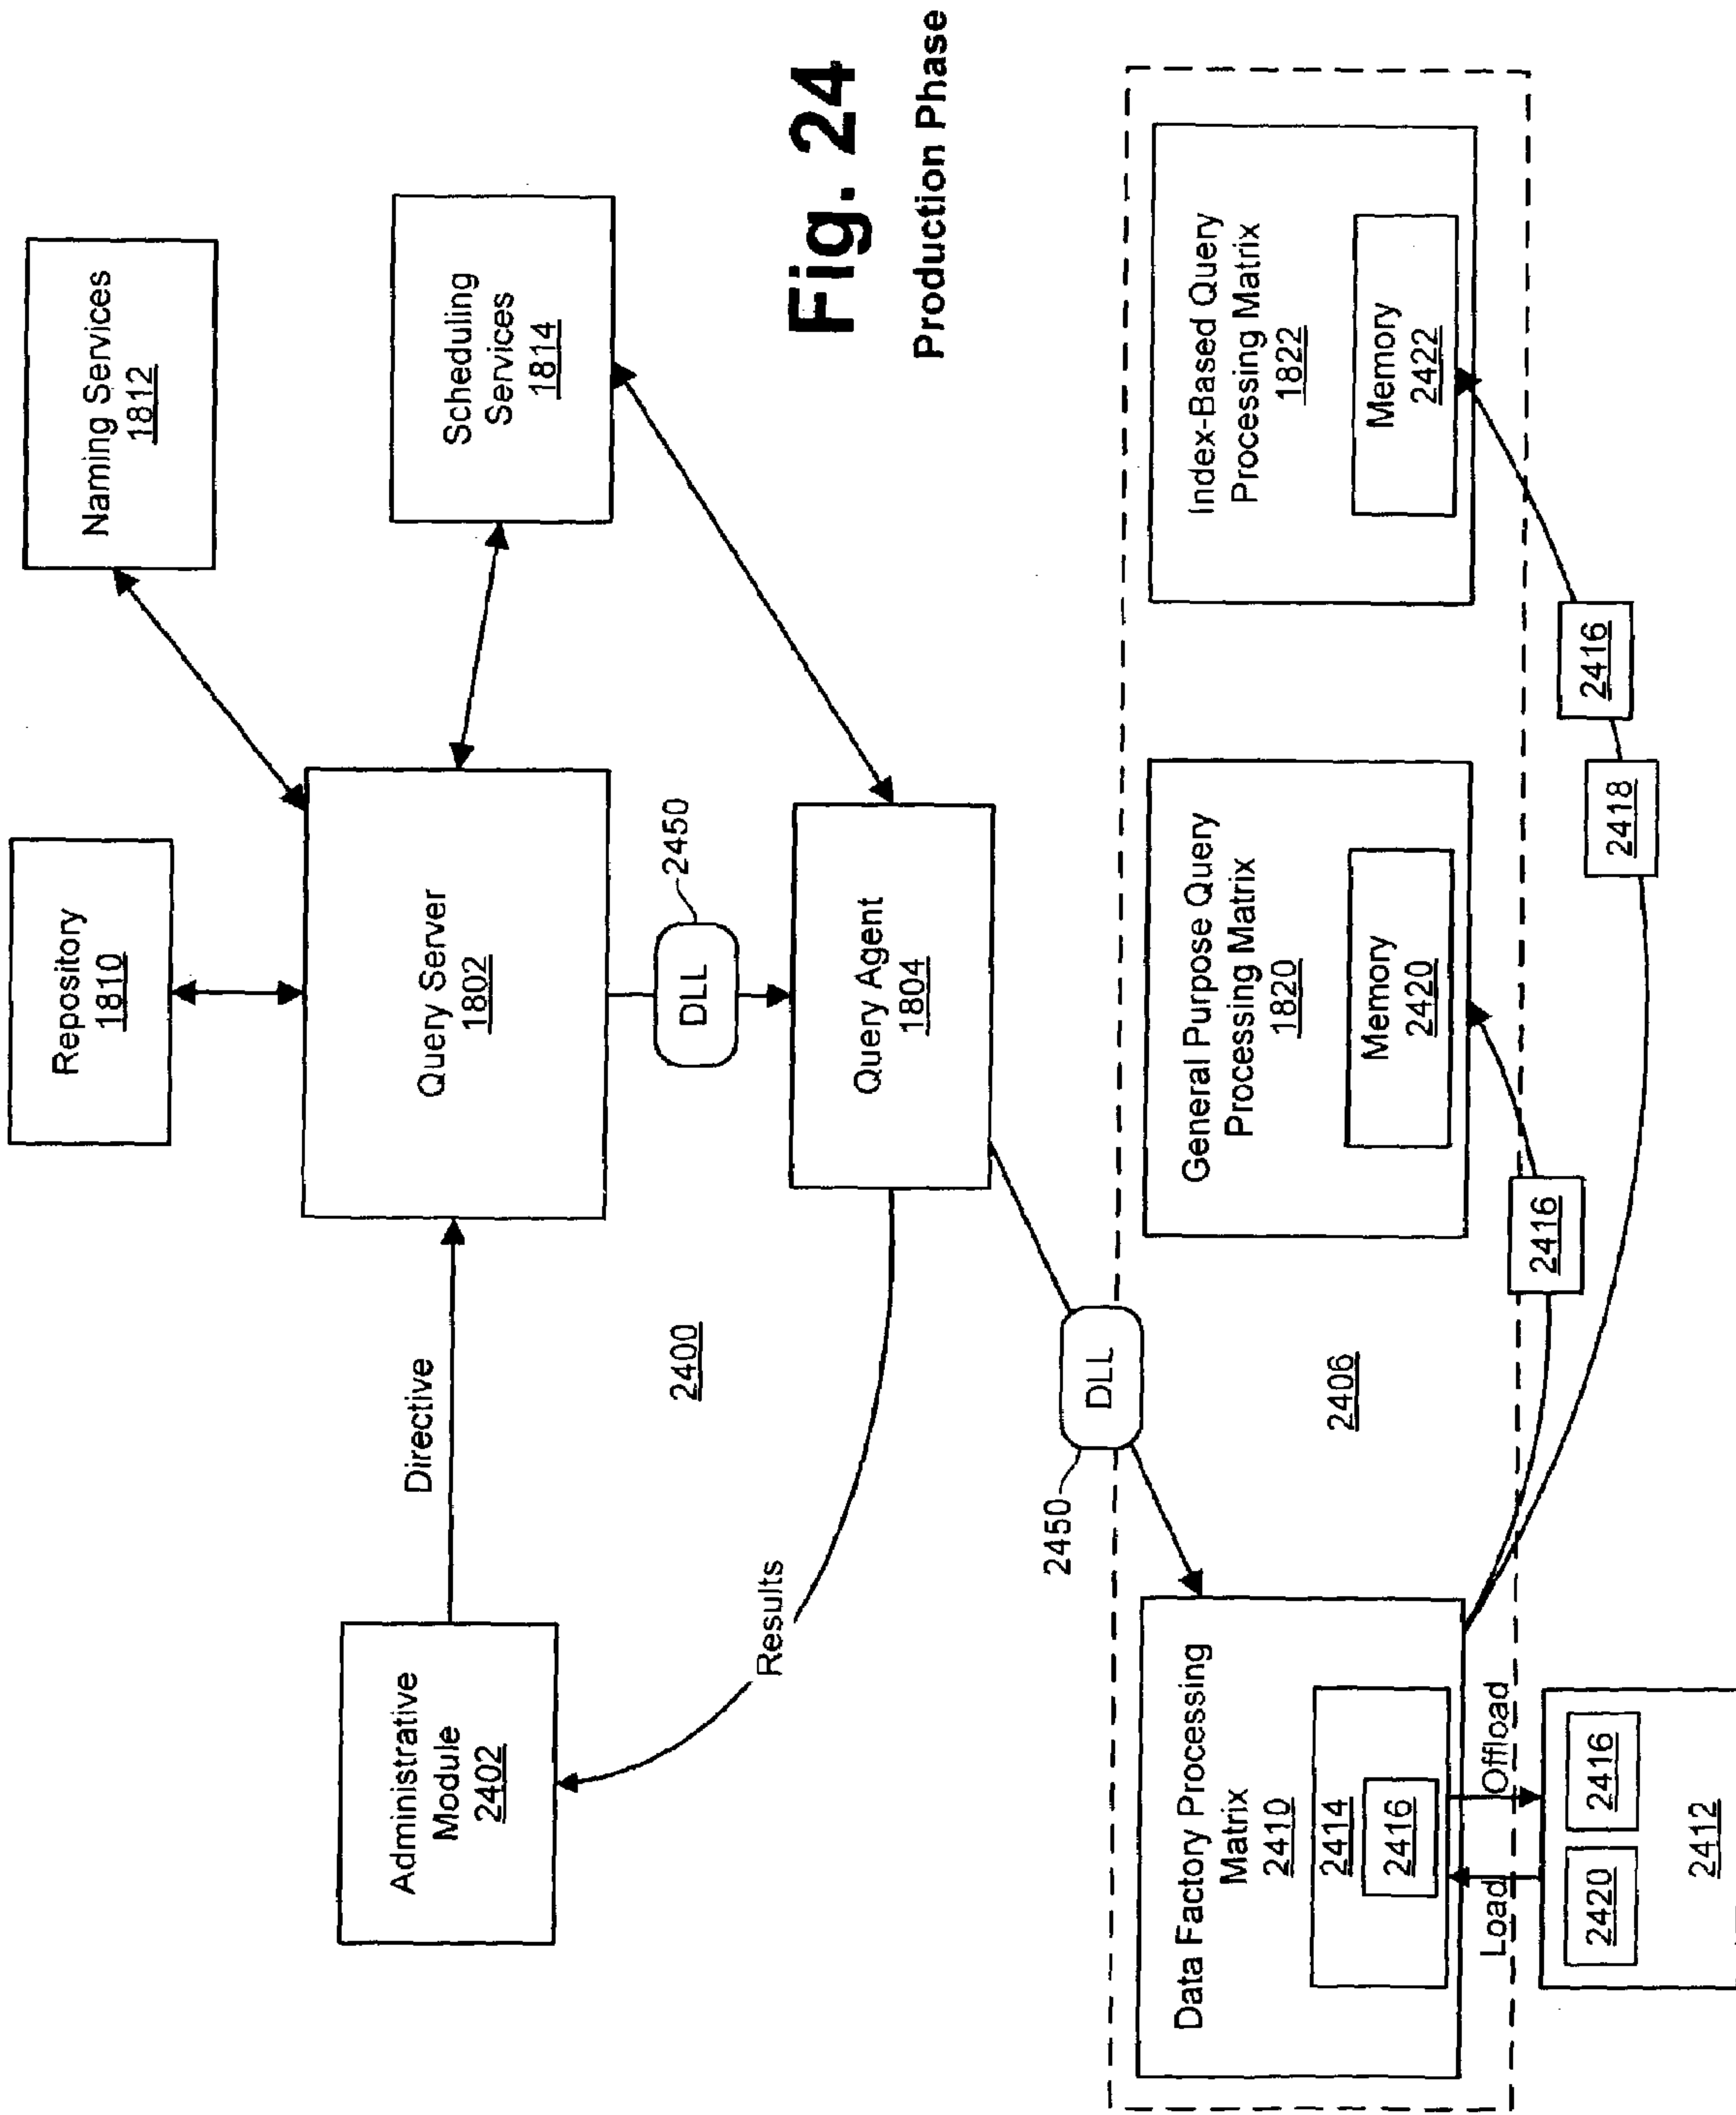 Repository
1810
Naming Services
1812
Administrative
Module
2402
Directive
Query Server
1802
Scheduling
Services
1814
2400
DLL
2450
Results
Query Agent
1804
Fig. 24
Production Phase
2450
DLL
Data Factory Processing
Matrix
2410
2414
2416
2406
General Purpose Query
Processing Matrix
1820
Memory
2420
Index-Based Query
Processing Matrix
1822
Memory
2422
Load
Offload
2416
2416
2418
2420
2416
2412